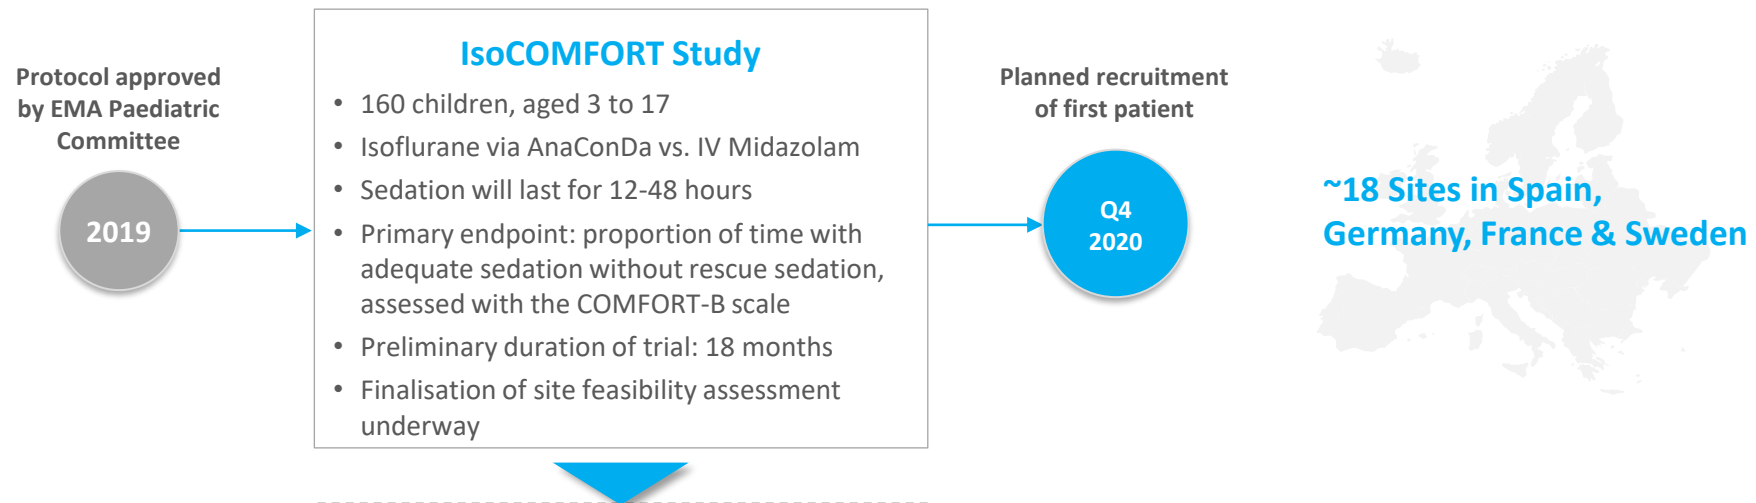 Protocol approved
by EMA Paediatric
Committee
2019
IsoCOMFORT Study
• 160 children, aged 3 to 17
• Isoflurane via AnaConDa vs. IV Midazolam
• Sedation will last for 12-48 hours
• Primary endpoint: proportion of time with
adequate sedation without rescue sedation,
assessed with the COMFORT-B scale
• Preliminary duration of trial: 18 months
• Finalisation of site feasibility assessment
underway
Planned recruitment
of first patient
Q4
2020
~18 Sites in Spain,
Germany, France & Sweden